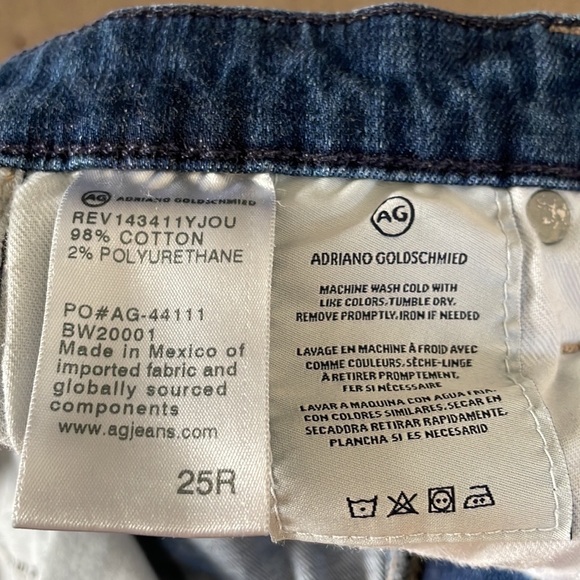 AG ADRIANO GOLDSCHMIED
REV143411YJOU
98% COTTON
2% POLYURETHANE
PO#AG-44111
BW20001
Made in Mexico of
imported fabric and
globally sourced
components
www.agjeans.com
25R
AG
ADRIANO GOLDSCHMIED
MACHINE WASH COLD WITH
LIKE COLORS, TUMBLE DRY.
REMOVE PROMPTLY, IRON IF NEEDED
LAVAGE EN MACHINE À FROID AVEC
COMME COULEURS, SÈCHE-LINGE
À RETIRER PROMPTEMENT,
FER SI NÉCESSAIRE
LAVAR A MAQUINA CON AGUA FRIA
CON COLORES SIMILARES, SECAR EN
SECADORA RETIRAR RAPIDAMENTE,
PLANCHA SI ES NECESARIO